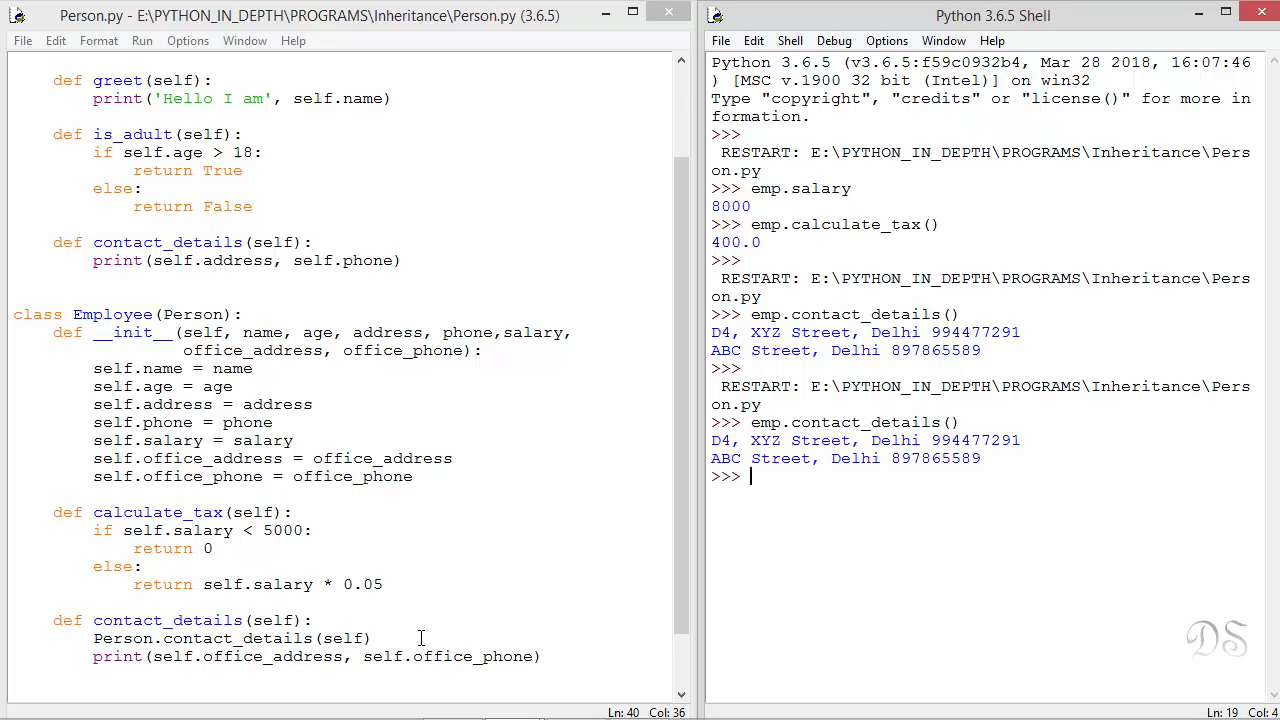 Person.py - E:\PYTHON_IN_DEPTH\PROGRAMS\Inheritance\Person.py (3.6.5)
File Edit Format Run Options Window Help
def greet(self):
print('Hello I am', self.name)
def is_adult(self):
if self.age > 18:
return True
else:
return False
def contact_details(self):
print(self.address, self.phone)
class Employee(Person):
def __init__(self, name, age, address, phone,salary,
office_address, office_phone):
self.name = name
self.age = age
self.address = address
self.phone = phone
self.salary = salary
self.office_address = office_address
self.office_phone = office_phone
def calculate_tax(self):
if self.salary < 5000:
return 0
else:
return self.salary * 0.05
def contact_details(self):
Person.contact_details(self)
print(self.office_address, self.office_phone)
Ln: 40 Col: 36
Python 3.6.5 Shell
File Edit Shell Debug Options Window Help
Python 3.6.5 (v3.6.5:f59c0932b4, Mar 28 2018, 16:07:46
) [MSC v.1900 32 bit (Intel)] on win32
Type "copyright", "credits" or "license()" for more in
formation.
>>>
RESTART: E:\PYTHON_IN_DEPTH\PROGRAMS\Inheritance\Pers
on.py
>>> emp.salary
8000
>>> emp.calculate_tax()
400.0
>>>
RESTART: E:\PYTHON_IN_DEPTH\PROGRAMS\Inheritance\Pers
on.py
>>> emp.contact_details()
D4, XYZ Street, Delhi 994477291
ABC Street, Delhi 897865589
>>>
RESTART: E:\PYTHON_IN_DEPTH\PROGRAMS\Inheritance\Pers
on.py
>>> emp.contact_details()
D4, XYZ Street, Delhi 994477291
ABC Street, Delhi 897865589
>>>
DS
Ln: 19 Col: 4